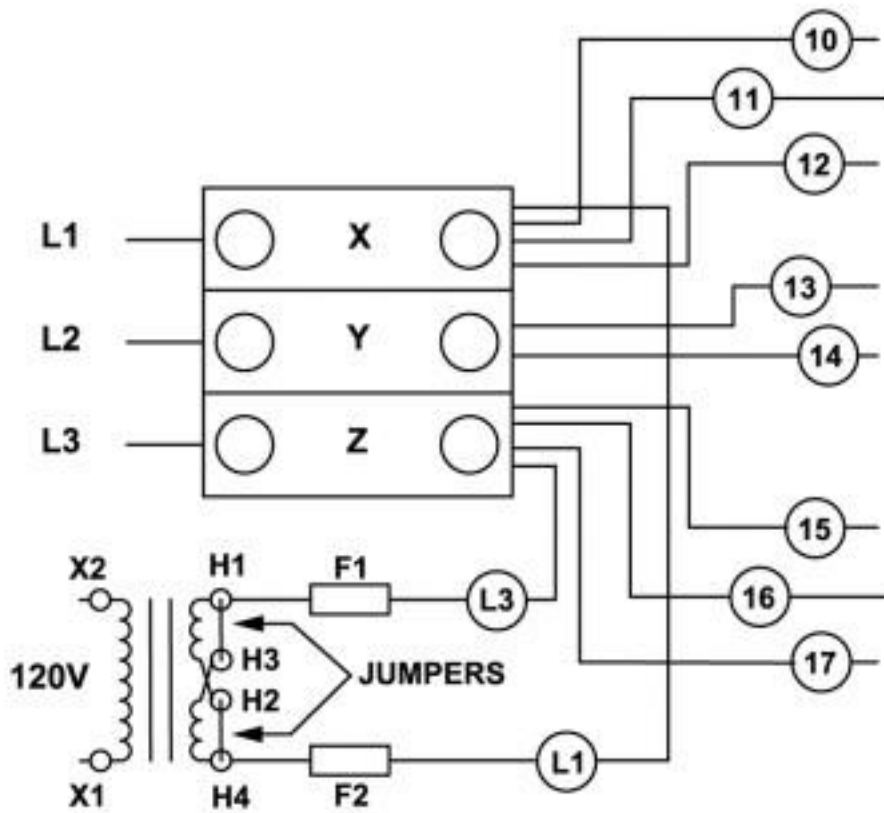 10
11
12
L1 X
13
L2 Y
14
L3 Z
15
X2 H1 F1
L3 16
H3
120V JUMPERS 17
H2
L1
X1 H4 F2